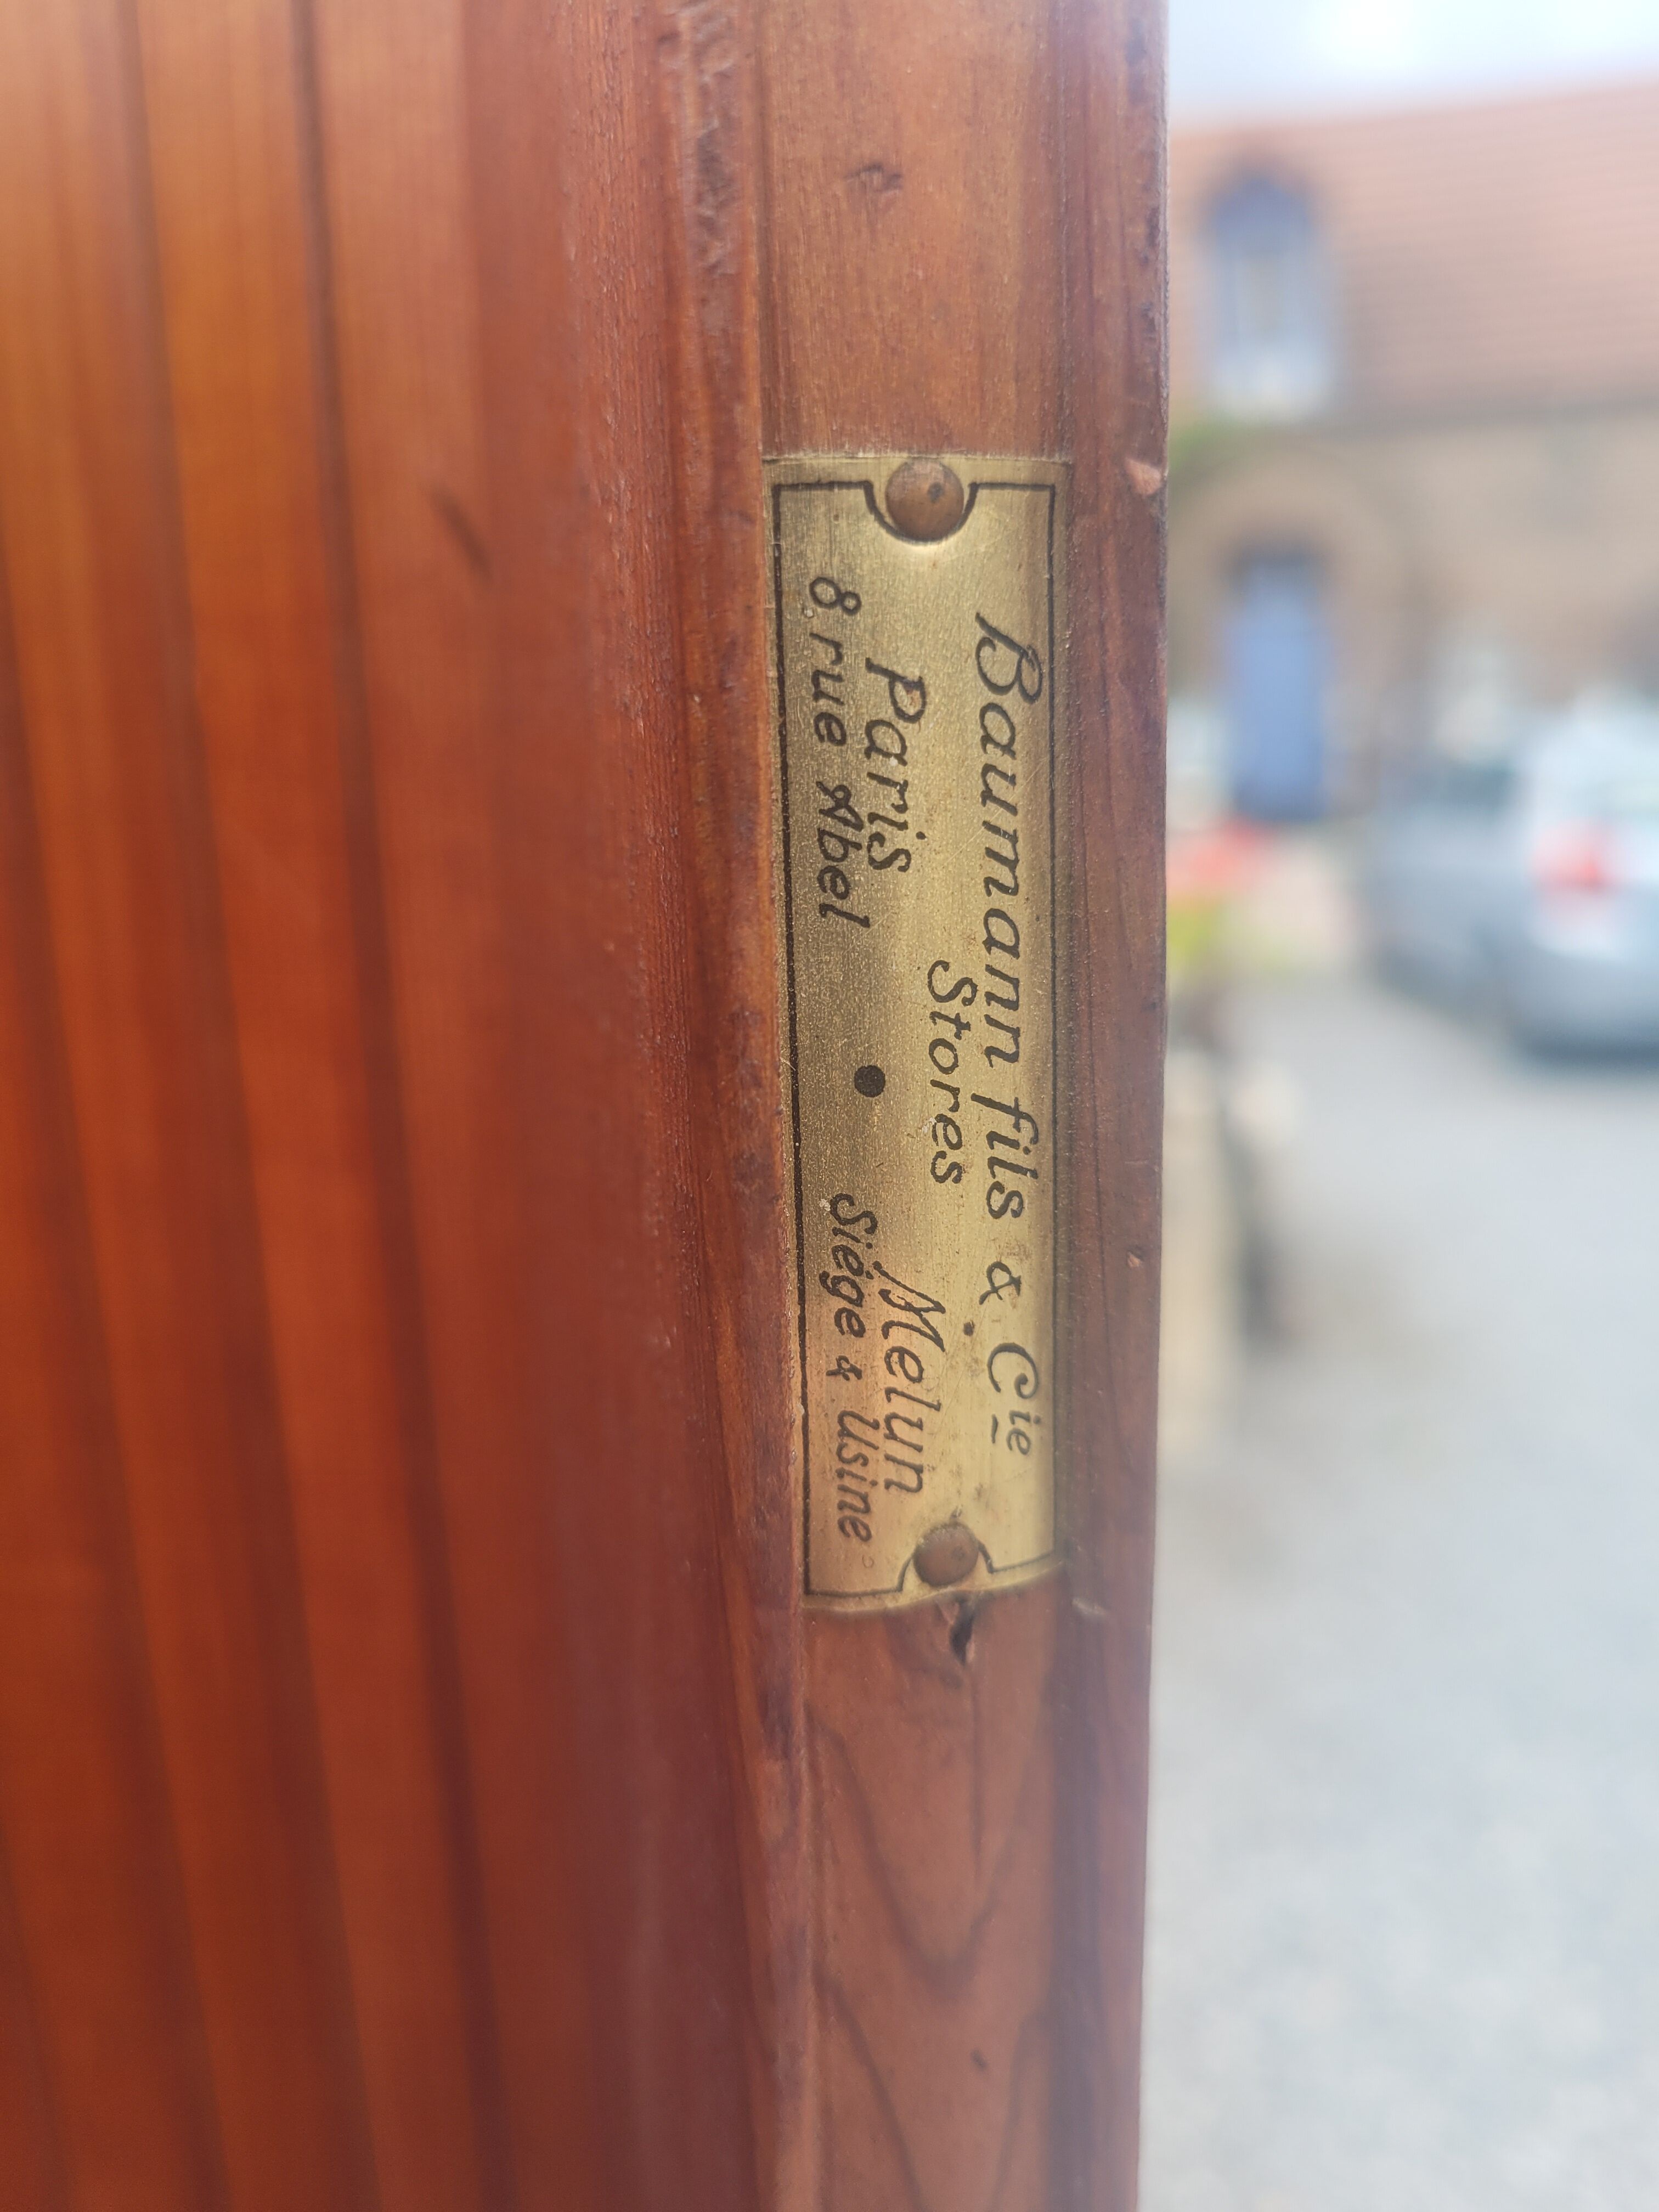 Baumann fils & Cie
Stores
Paris • Melun
8 rue Abel Siège & Usine